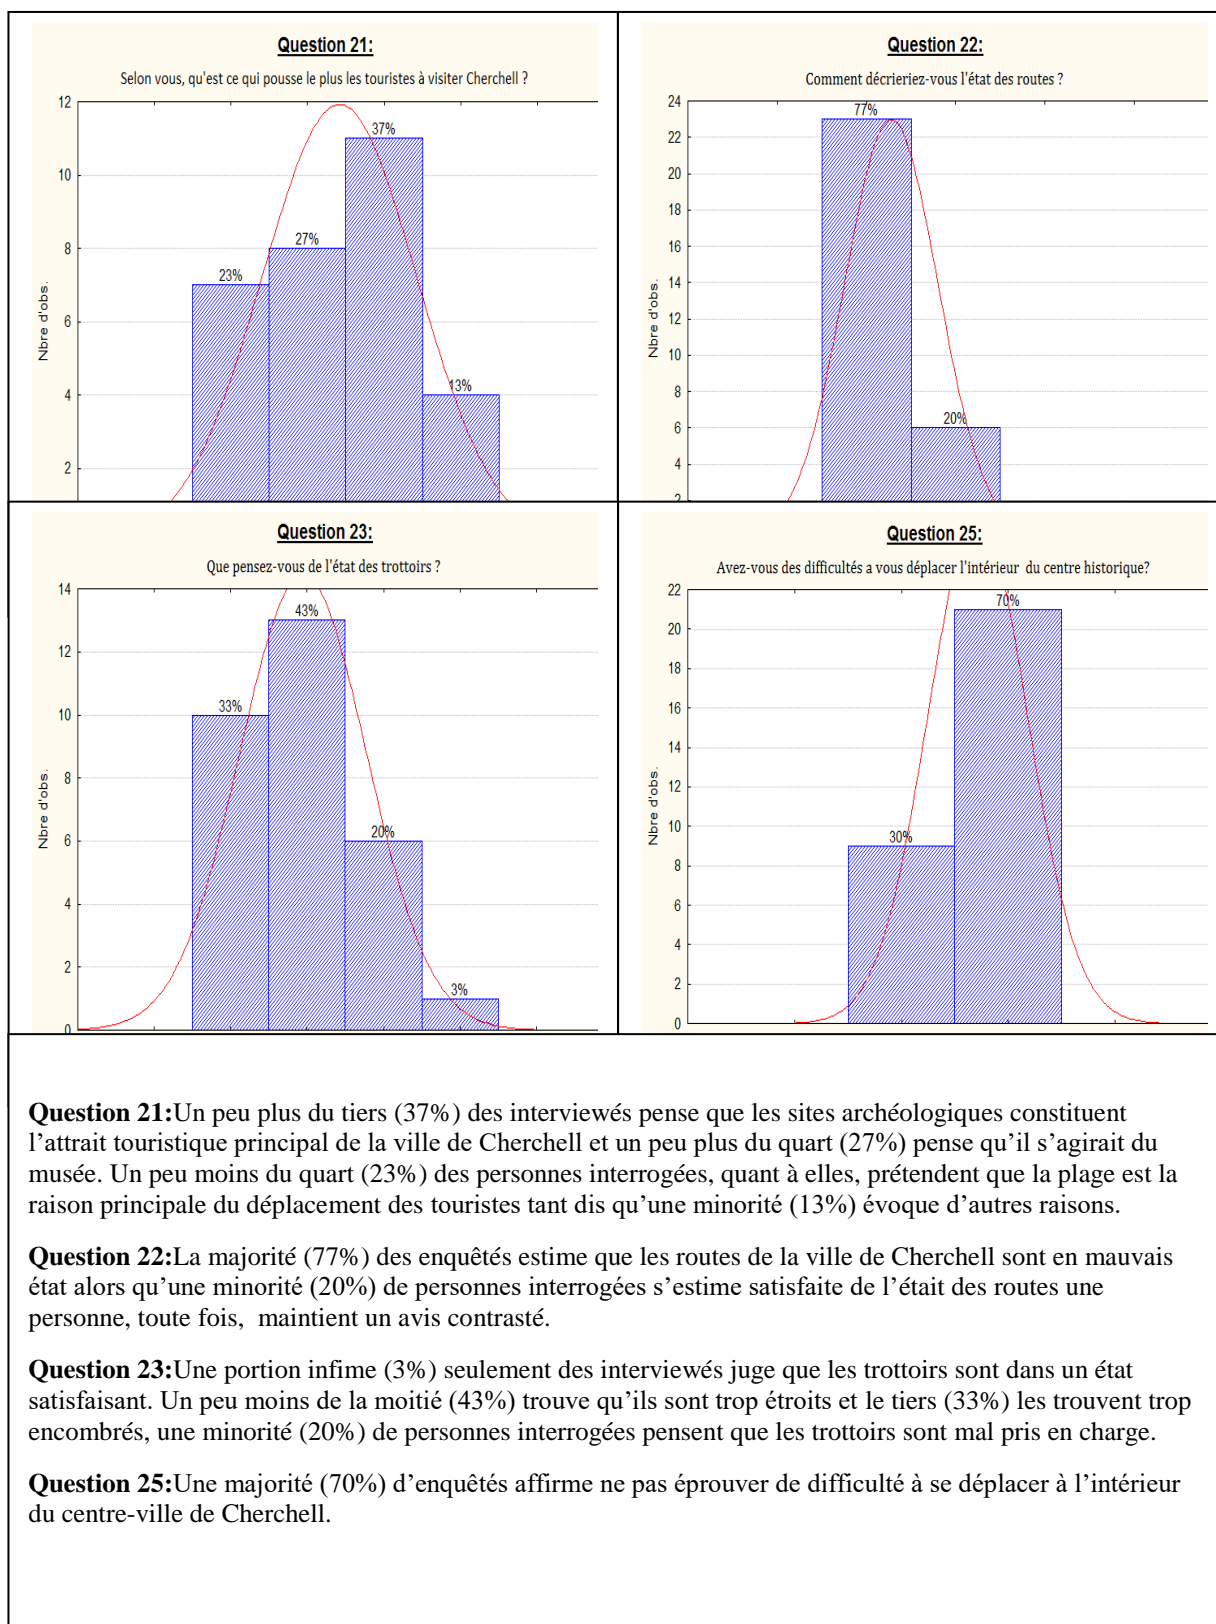 Question 21:
Selon vous, qu'est ce qui pousse le plus les touristes à visiter Cherchell ?
12
10
8
6
4
2
Nbre d'obs.
23%
27%
37%
13%
Question 22:
Comment décrieriez-vous l'état des routes ?
24
22
20
18
16
14
12
10
8
6
4
2
Nbre d'obs.
77%
20%
Question 23:
Que pensez-vous de l'état des trottoirs ?
14
12
10
8
6
4
2
0
Nbre d'obs.
33%
43%
20%
3%
Question 25:
Avez-vous des difficultés a vous déplacer l'intérieur du centre historique?
22
20
18
16
14
12
10
8
6
4
2
0
Nbre d'obs.
30%
70%
Question 21:Un peu plus du tiers (37%) des interviewés pense que les sites archéologiques constituent
l'attrait touristique principal de la ville de Cherchell et un peu plus du quart (27%) pense qu'il s'agirait du
musée. Un peu moins du quart (23%) des personnes interrogées, quant à elles, prétendent que la plage est la
raison principale du déplacement des touristes tant dis qu'une minorité (13%) évoque d'autres raisons.
Question 22:La majorité (77%) des enquêtés estime que les routes de la ville de Cherchell sont en mauvais
état alors qu'une minorité (20%) de personnes interrogées s'estime satisfaite de l'était des routes une
personne, toute fois, maintient un avis contrasté.
Question 23:Une portion infime (3%) seulement des interviewés juge que les trottoirs sont dans un état
satisfaisant. Un peu moins de la moitié (43%) trouve qu'ils sont trop étroits et le tiers (33%) les trouvent trop
encombrés, une minorité (20%) de personnes interrogées pensent que les trottoirs sont mal pris en charge.
Question 25:Une majorité (70%) d'enquêtés affirme ne pas éprouver de difficulté à se déplacer à l'intérieur
du centre-ville de Cherchell.